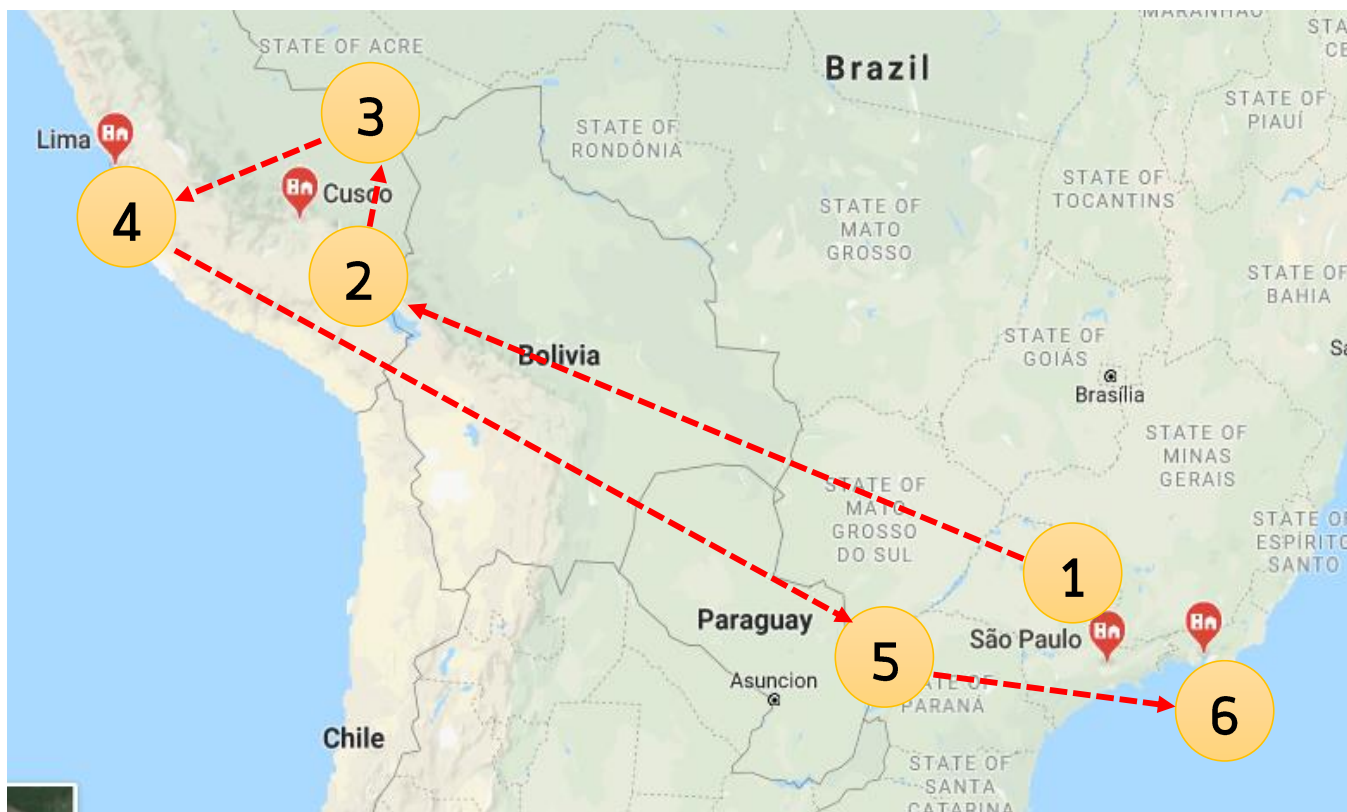 MARANHÃO
STATE OF ACRE
Brazil
STATE OF
PIAUÍ
3
STATE OF
RONDÔNIA
Lima
Cusco
STATE OF
TOCANTINS
4
STATE OF
MATO
GROSSO
2
STATE OF
BAHIA
STATE OF
GOIÁS
Bolivia
Brasília
STATE OF
MINAS
GERAIS
STATE OF
MATO
GROSSO
DO SUL
STATE OF
ESPÍRITO
SANTO
1
Paraguay
São Paulo
5
Asuncion
STATE OF
PARANÁ
6
Chile
STATE OF
SANTA
CATARINA